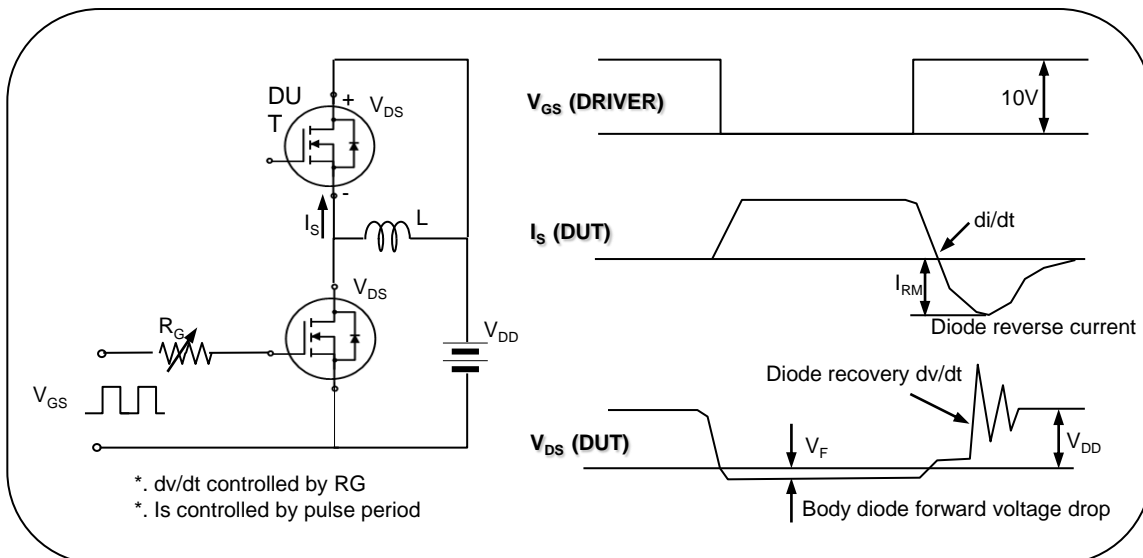 DU
T
+
V_DS
-
I_S
L
V_DS
R_G
V_DD
V_GS
*. dv/dt controlled by RG
*. Is controlled by pulse period
V_GS (DRIVER)
10V
I_S (DUT)
di/dt
I_RM
Diode reverse current
Diode recovery dv/dt
V_DS (DUT)
V_F
V_DD
Body diode forward voltage drop